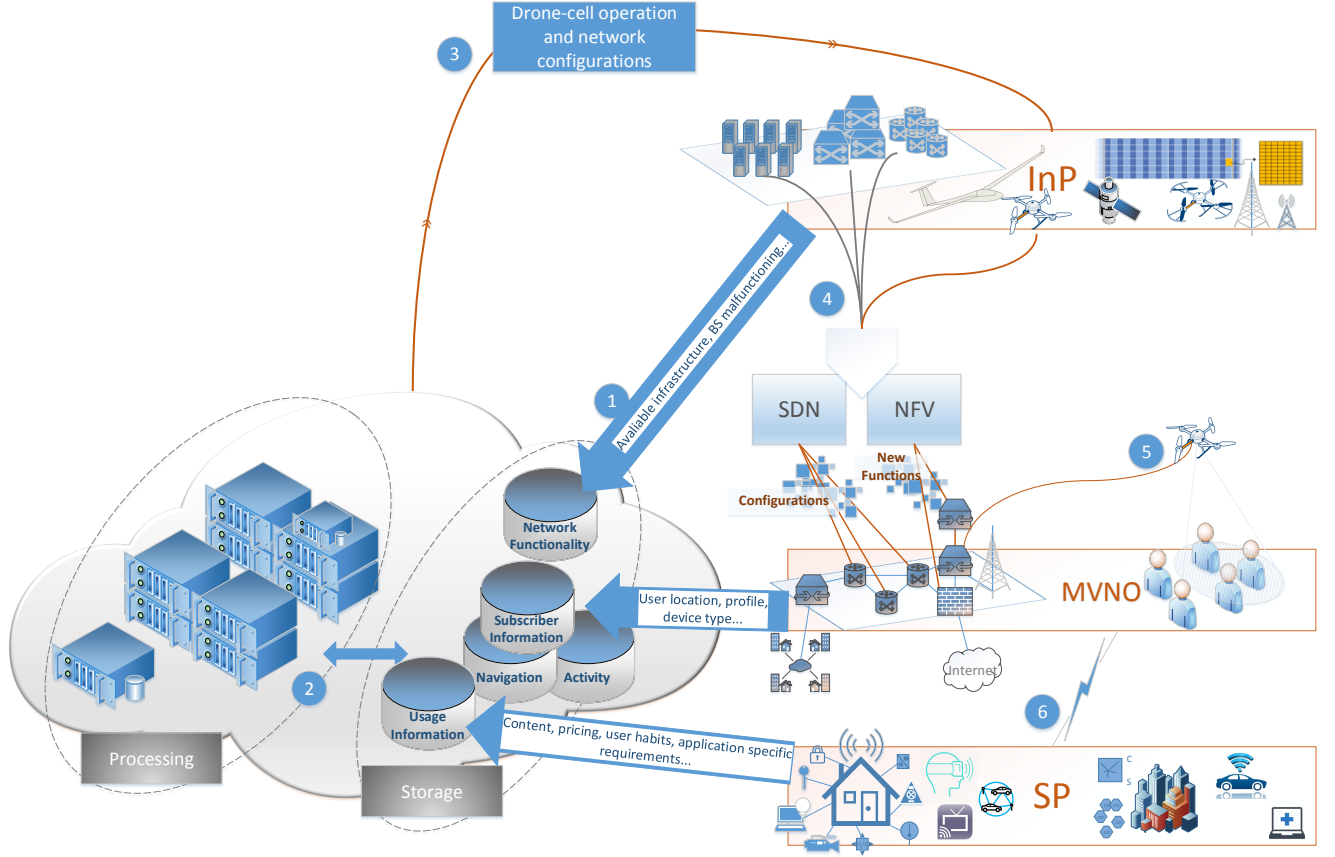 3
Drone-cell operation
and network
configurations
InP
4
1
Avaliable infrastructure, BS malfunctioning...
SDN
NFV
New
Functions
Configurations
5
Network
Functionality
User location, profile,
device type...
MVNO
Subscriber
Information
Navigation
Activity
Internet
2
Usage
Information
Content, pricing, user habits, application specific
requirements...
6
Processing
Storage
SP
C
S